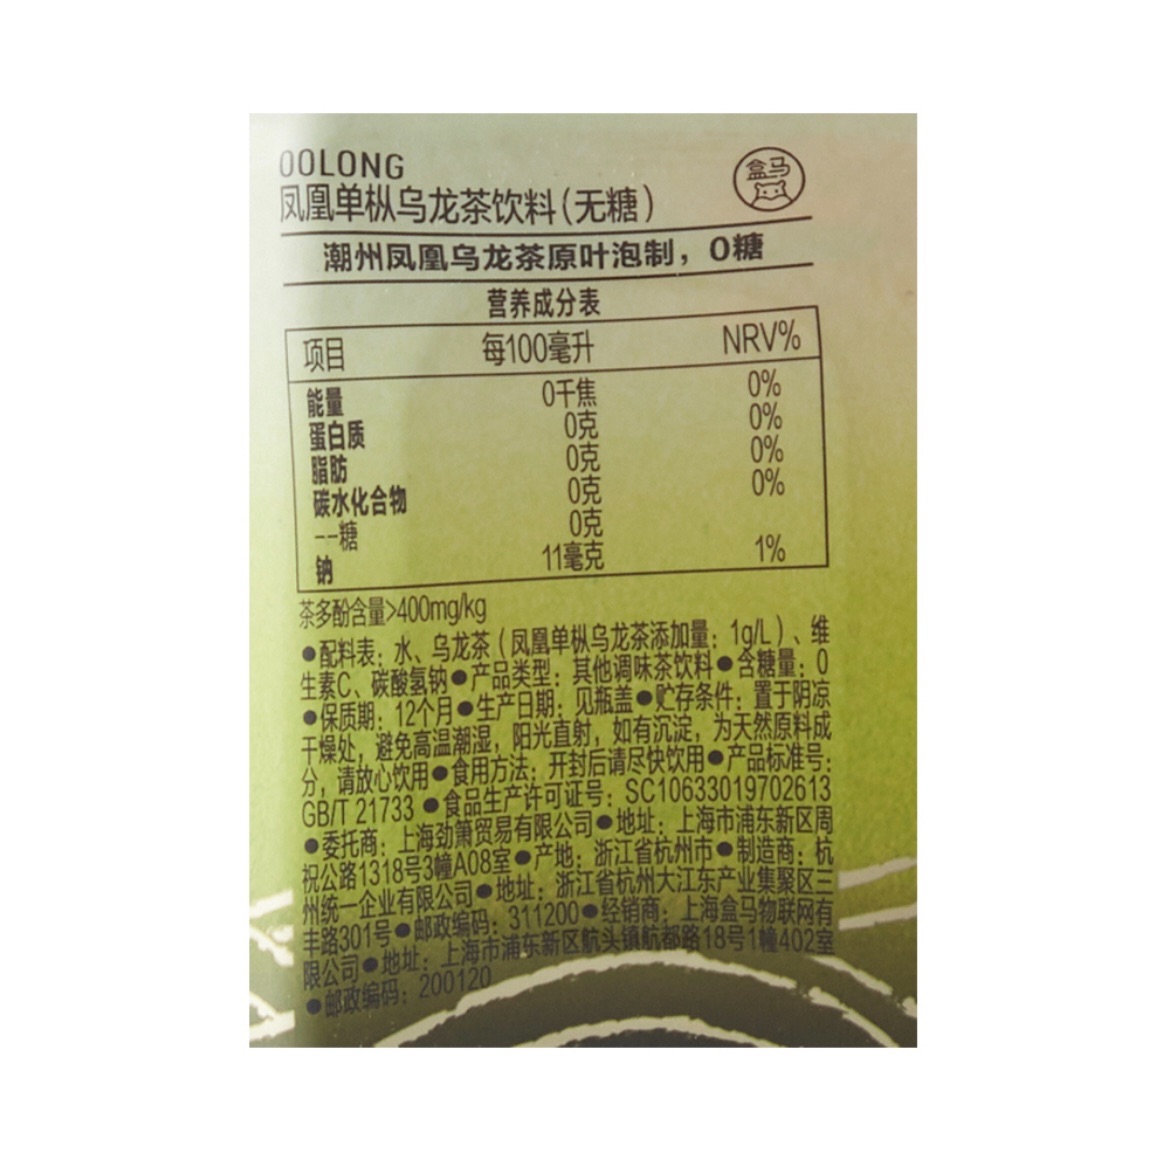 OOLONG
盒马
凤凰单枞乌龙茶饮料(无糖)
潮州凤凰乌龙茶原叶泡制，0糖
营养成分表
项目 每100毫升 NRV%
能量 0千焦 0%
蛋白质 0克 0%
脂肪 0克 0%
碳水化合物 0克 0%
--糖 0克
钠 11毫克 1%
茶多酚含量>400mg/kg
●配料表：水、乌龙茶（凤凰单枞乌龙茶添加量：1g/L）、维
生素C、碳酸氢钠●产品类型：其他调味茶饮料●含糖量：0
●保质期：12个月●生产日期：见瓶盖●贮存条件：置于阴凉
干燥处，避免高温潮湿，阳光直射，如有沉淀，为天然原料成
分，请放心饮用●食用方法：开封后请尽快饮用●产品标准号：
GB/T 21733 ●食品生产许可证号：SC10633019702613
●委托商：上海劲箫贸易有限公司●地址：上海市浦东新区周
祝公路1318号3幢A08室●产地：浙江省杭州市●制造商：杭
州统一企业有限公司●地址：浙江省杭州大江东产业集聚区三
丰路301号●邮政编码：311200●经销商：上海盒马物联网有
限公司●地址：上海市浦东新区航头镇航都路18号1幢402室
●邮政编码：200120